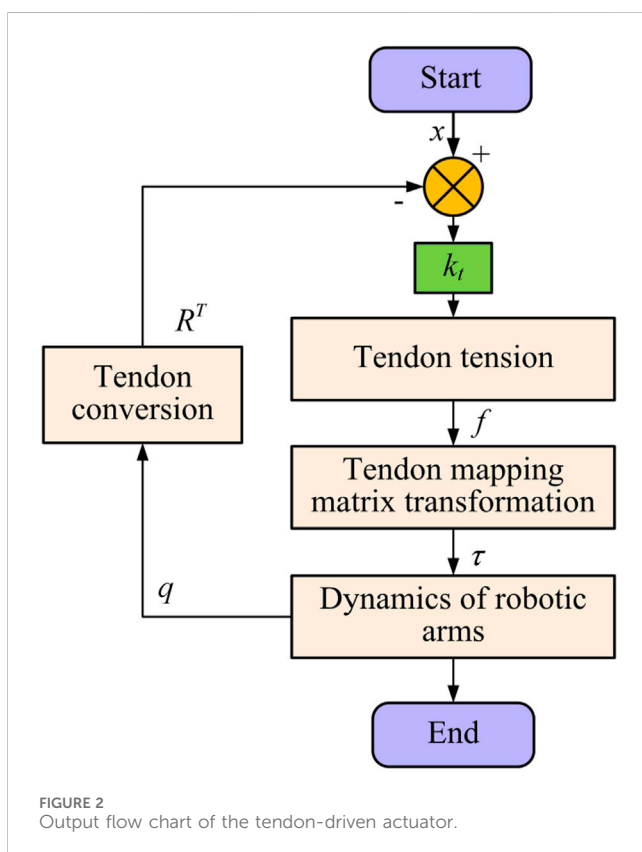 Start
x
+
-
k_t
R^T
Tendon tension
Tendon
conversion
f
Tendon mapping
matrix transformation
τ
q
Dynamics of robotic
arms
End
FIGURE 2
Output flow chart of the tendon-driven actuator.